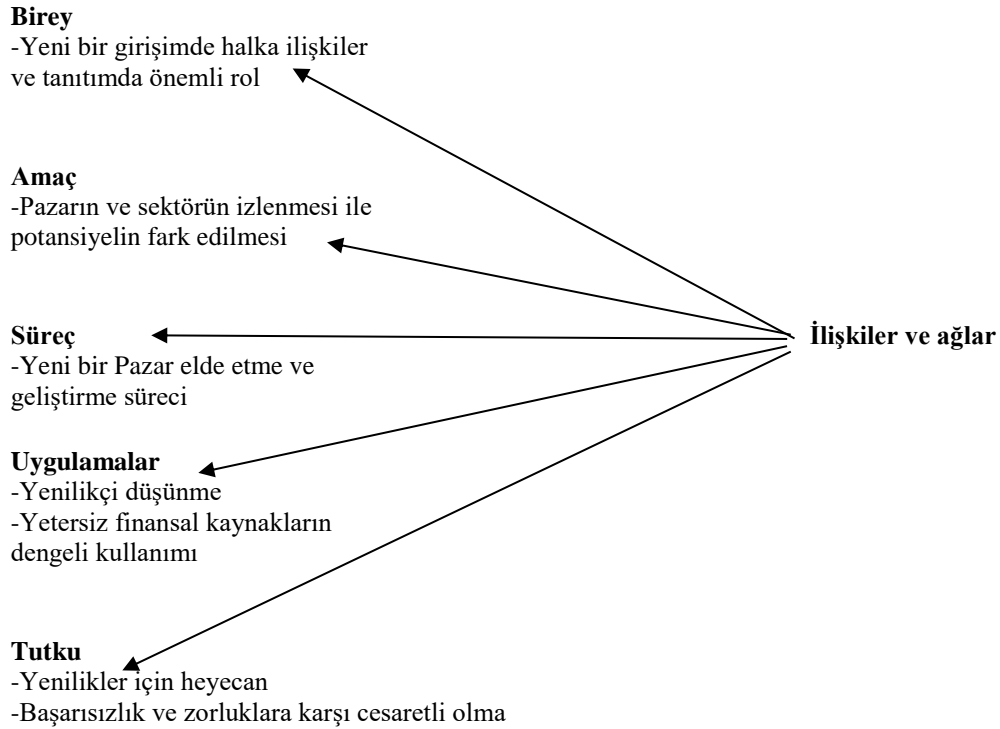 Birey
-Yeni bir girişimde halka ilişkiler
ve tanıtımda önemli rol
Amaç
-Pazarın ve sektörün izlenmesi ile
potansiyelin fark edilmesi
Süreç
-Yeni bir Pazar elde etme ve
geliştirme süreci
Uygulamalar
-Yenilikçi düşünme
-Yetersiz finansal kaynakların
dengeli kullanımı
Tutku
-Yenilikler için heyecan
-Başarısızlık ve zorluklara karşı cesaretli olma
İlişkiler ve ağlar